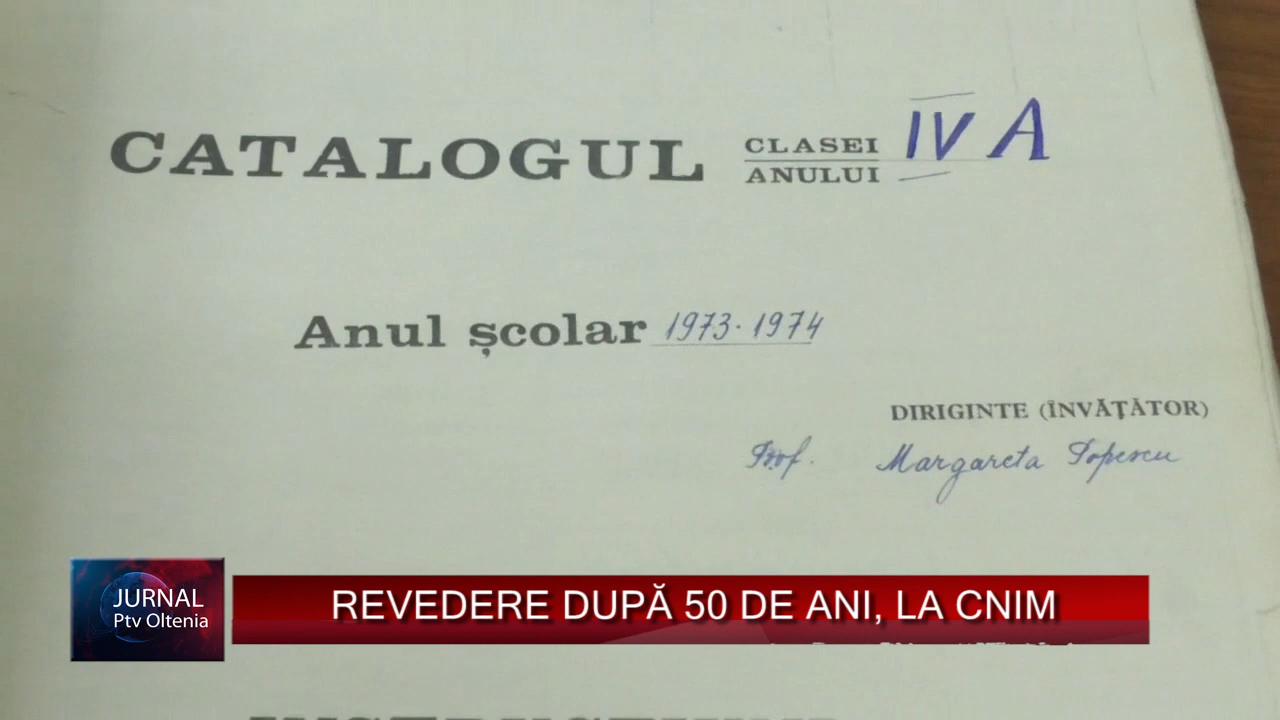 CATALOGUL CLASEI IV A
ANULUI
Anul școlar 1973-1974
DIRIGINTE (ÎNVĂȚĂTOR)
Prof. Margareta Popescu
JURNAL
Ptv Oltenia
REVEDERE DUPĂ 50 DE ANI, LA CNIM